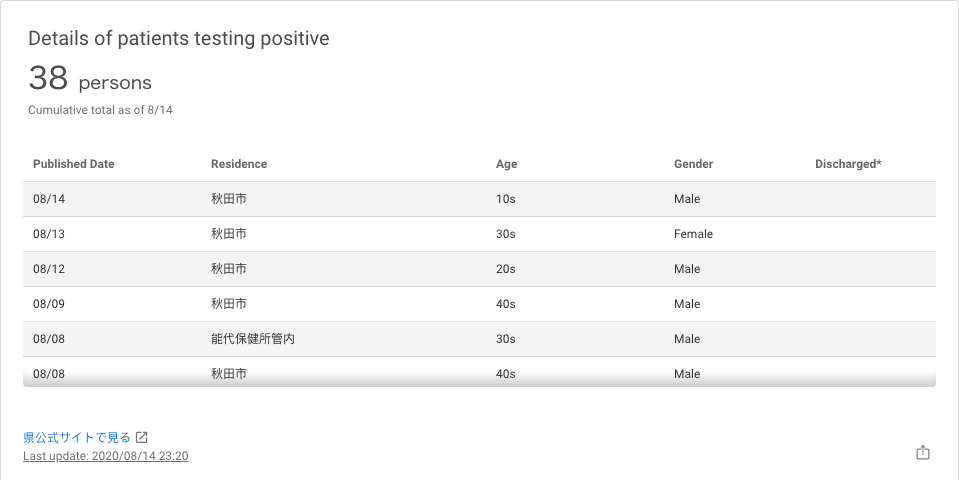 Details of patients testing positive
38 persons
Cumulative total as of 8/14
Published Date Residence Age Gender Discharged*
08/14 秋田市 10s Male
08/13 秋田市 30s Female
08/12 秋田市 20s Male
08/09 秋田市 40s Male
08/08 能代保健所管内 30s Male
08/08 秋田市 40s Male
県公式サイトで見る
Last update: 2020/08/14 23:20